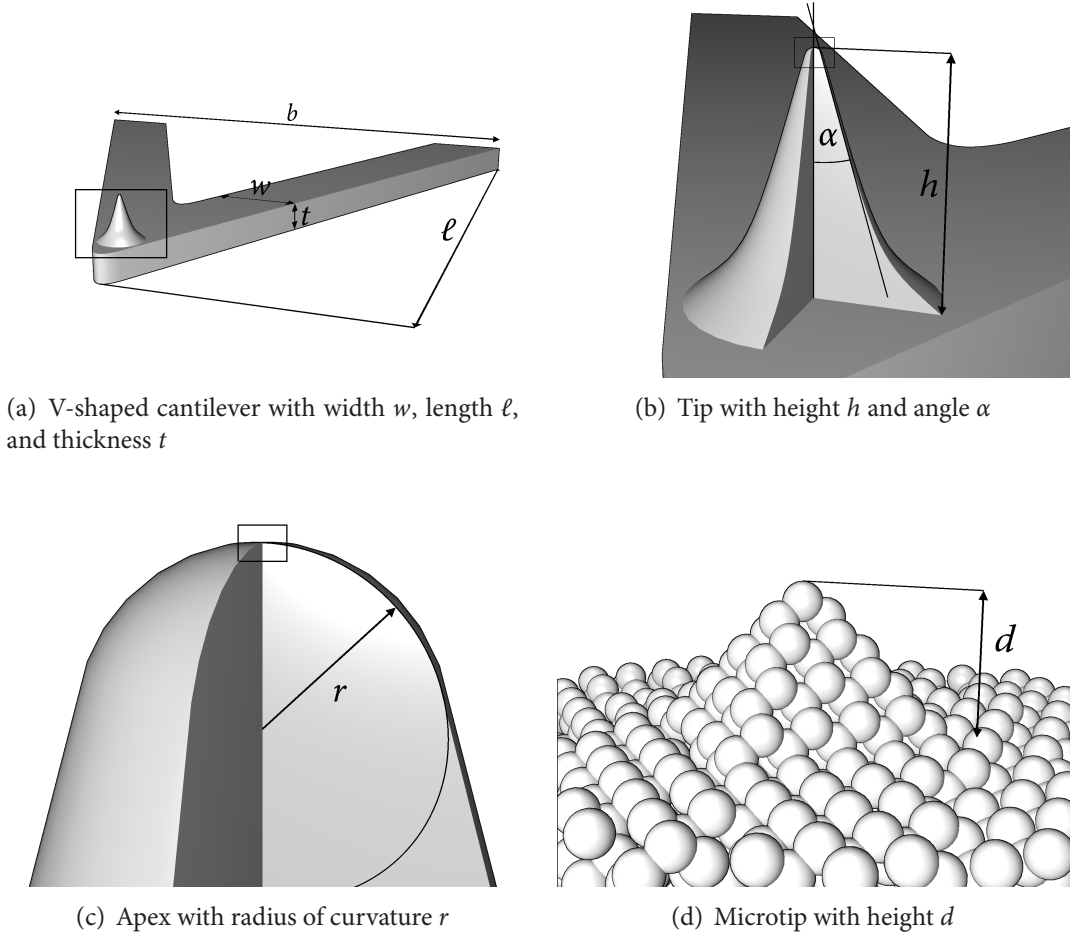 b
w
t
ℓ
α
h
(a) V-shaped cantilever with width w, length ℓ,
and thickness t
(b) Tip with height h and angle α
r
d
(c) Apex with radius of curvature r
(d) Microtip with height d